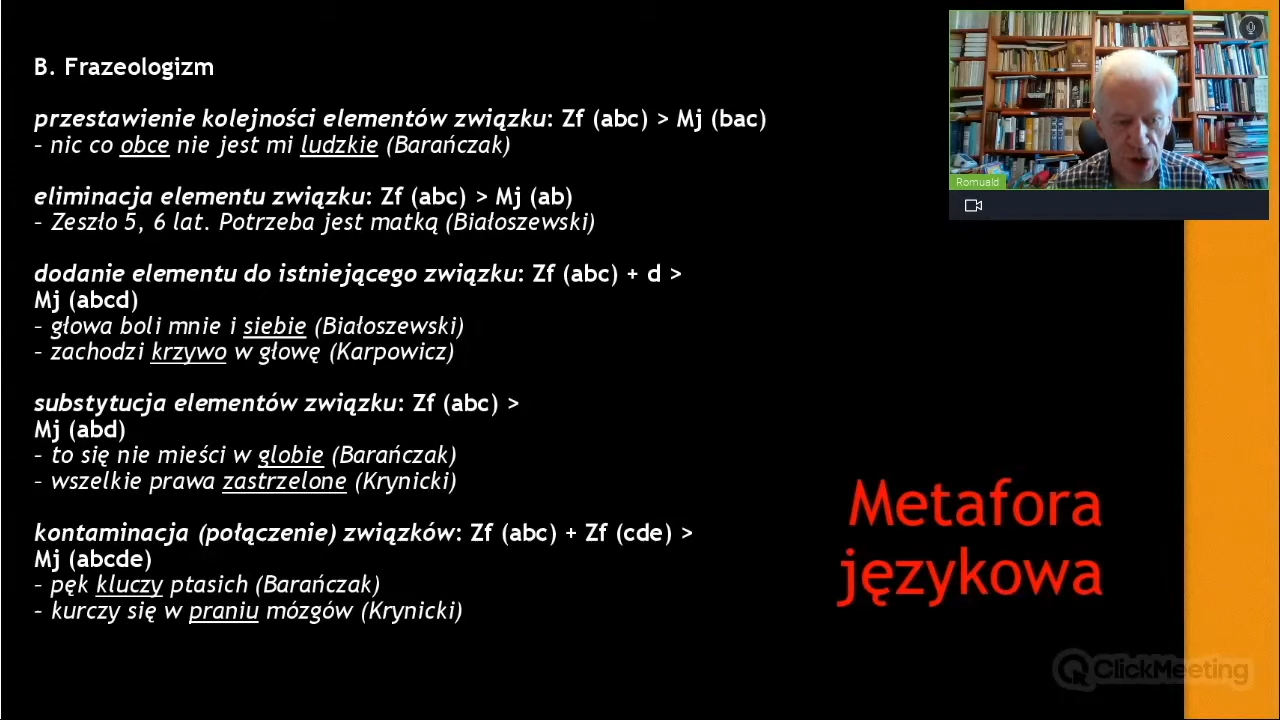 B. Frazeologizm
przestawienie kolejności elementów związku: Zf (abc) > Mj (bac)
– nic co obce nie jest mi ludzkie (Barańczak)
eliminacja elementu związku: Zf (abc) > Mj (ab)
– Zeszło 5, 6 lat. Potrzeba jest matką (Białoszewski)
dodanie elementu do istniejącego związku: Zf (abc) + d >
Mj (abcd)
– głowa boli mnie i siebie (Białoszewski)
– zachodzi krzywo w głowę (Karpowicz)
substytucja elementów związku: Zf (abc) >
Mj (abd)
– to się nie mieści w globie (Barańczak)
– wszelkie prawa zastrzelone (Krynicki)
kontaminacja (połączenie) związków: Zf (abc) + Zf (cde) >
Mj (abcde)
– pęk kluczy ptasich (Barańczak)
– kurczy się w praniu mózgów (Krynicki)
Romuald
Metafora
językowa
ClickMeeting